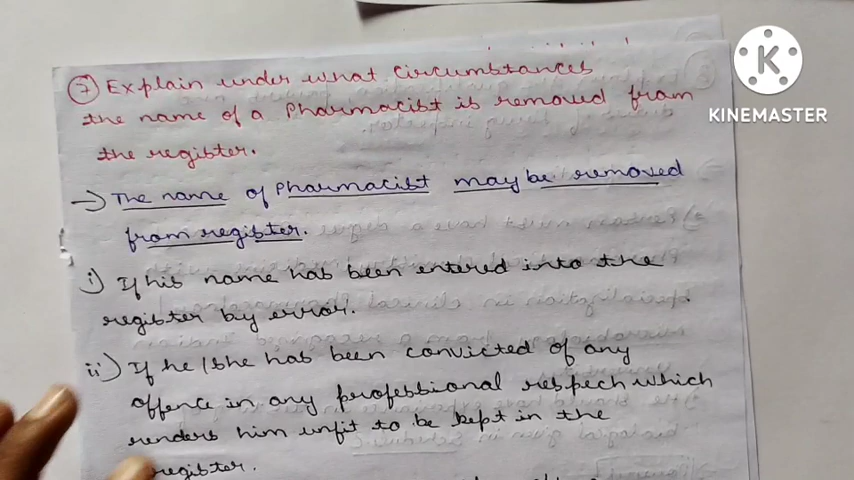 K
KINEMASTER
7 Explain under what circumstances
the name of a Pharmacist is removed from
the register.
→ The name of Pharmacist may be removed
from register.
i) If his name has been entered into the
register by error.
ii) If he/she has been convicted of any
offence in any professional respech which
renders him unfit to be kept in the
register.